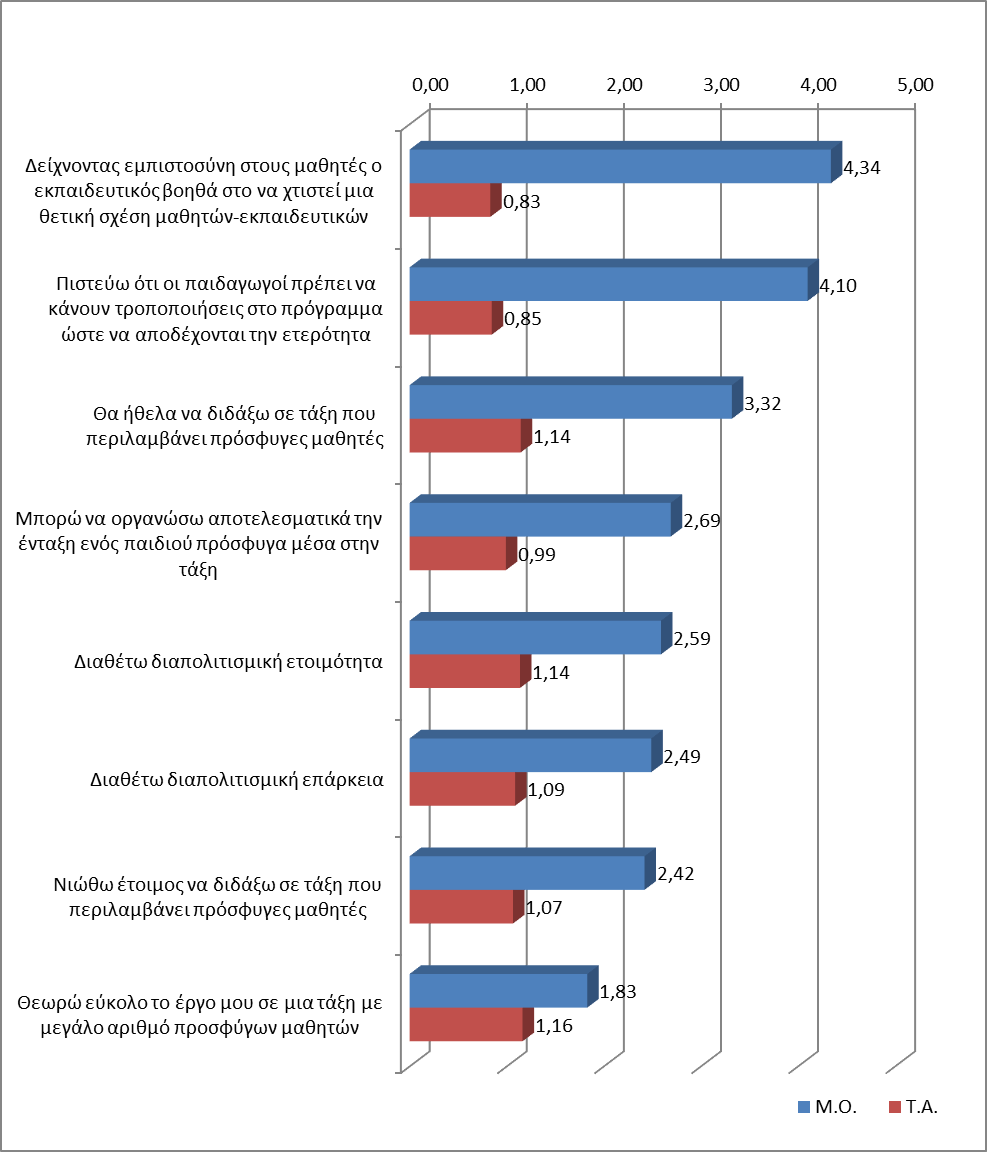 0,00 1,00 2,00 3,00 4,00 5,00
Δείχνοντας εμπιστοσύνη στους μαθητές ο
εκπαιδευτικός βοηθά στο να χτιστεί μια
θετική σχέση μαθητών-εκπαιδευτικών
4,34
0,83
Πιστεύω ότι οι παιδαγωγοί πρέπει να
κάνουν τροποποιήσεις στο πρόγραμμα
ώστε να αποδέχονται την ετερότητα
4,10
0,85
Θα ήθελα να διδάξω σε τάξη που
περιλαμβάνει πρόσφυγες μαθητές
3,32
1,14
Μπορώ να οργανώσω αποτελεσματικά την
ένταξη ενός παιδιού πρόσφυγα μέσα στην
τάξη
2,69
0,99
Διαθέτω διαπολιτισμική ετοιμότητα
2,59
1,14
Διαθέτω διαπολιτισμική επάρκεια
2,49
1,09
Νιώθω έτοιμος να διδάξω σε τάξη που
περιλαμβάνει πρόσφυγες μαθητές
2,42
1,07
Θεωρώ εύκολο το έργο μου σε μια τάξη με
μεγάλο αριθμό προσφύγων μαθητών
1,83
1,16
Μ.Ο. Τ.Α.